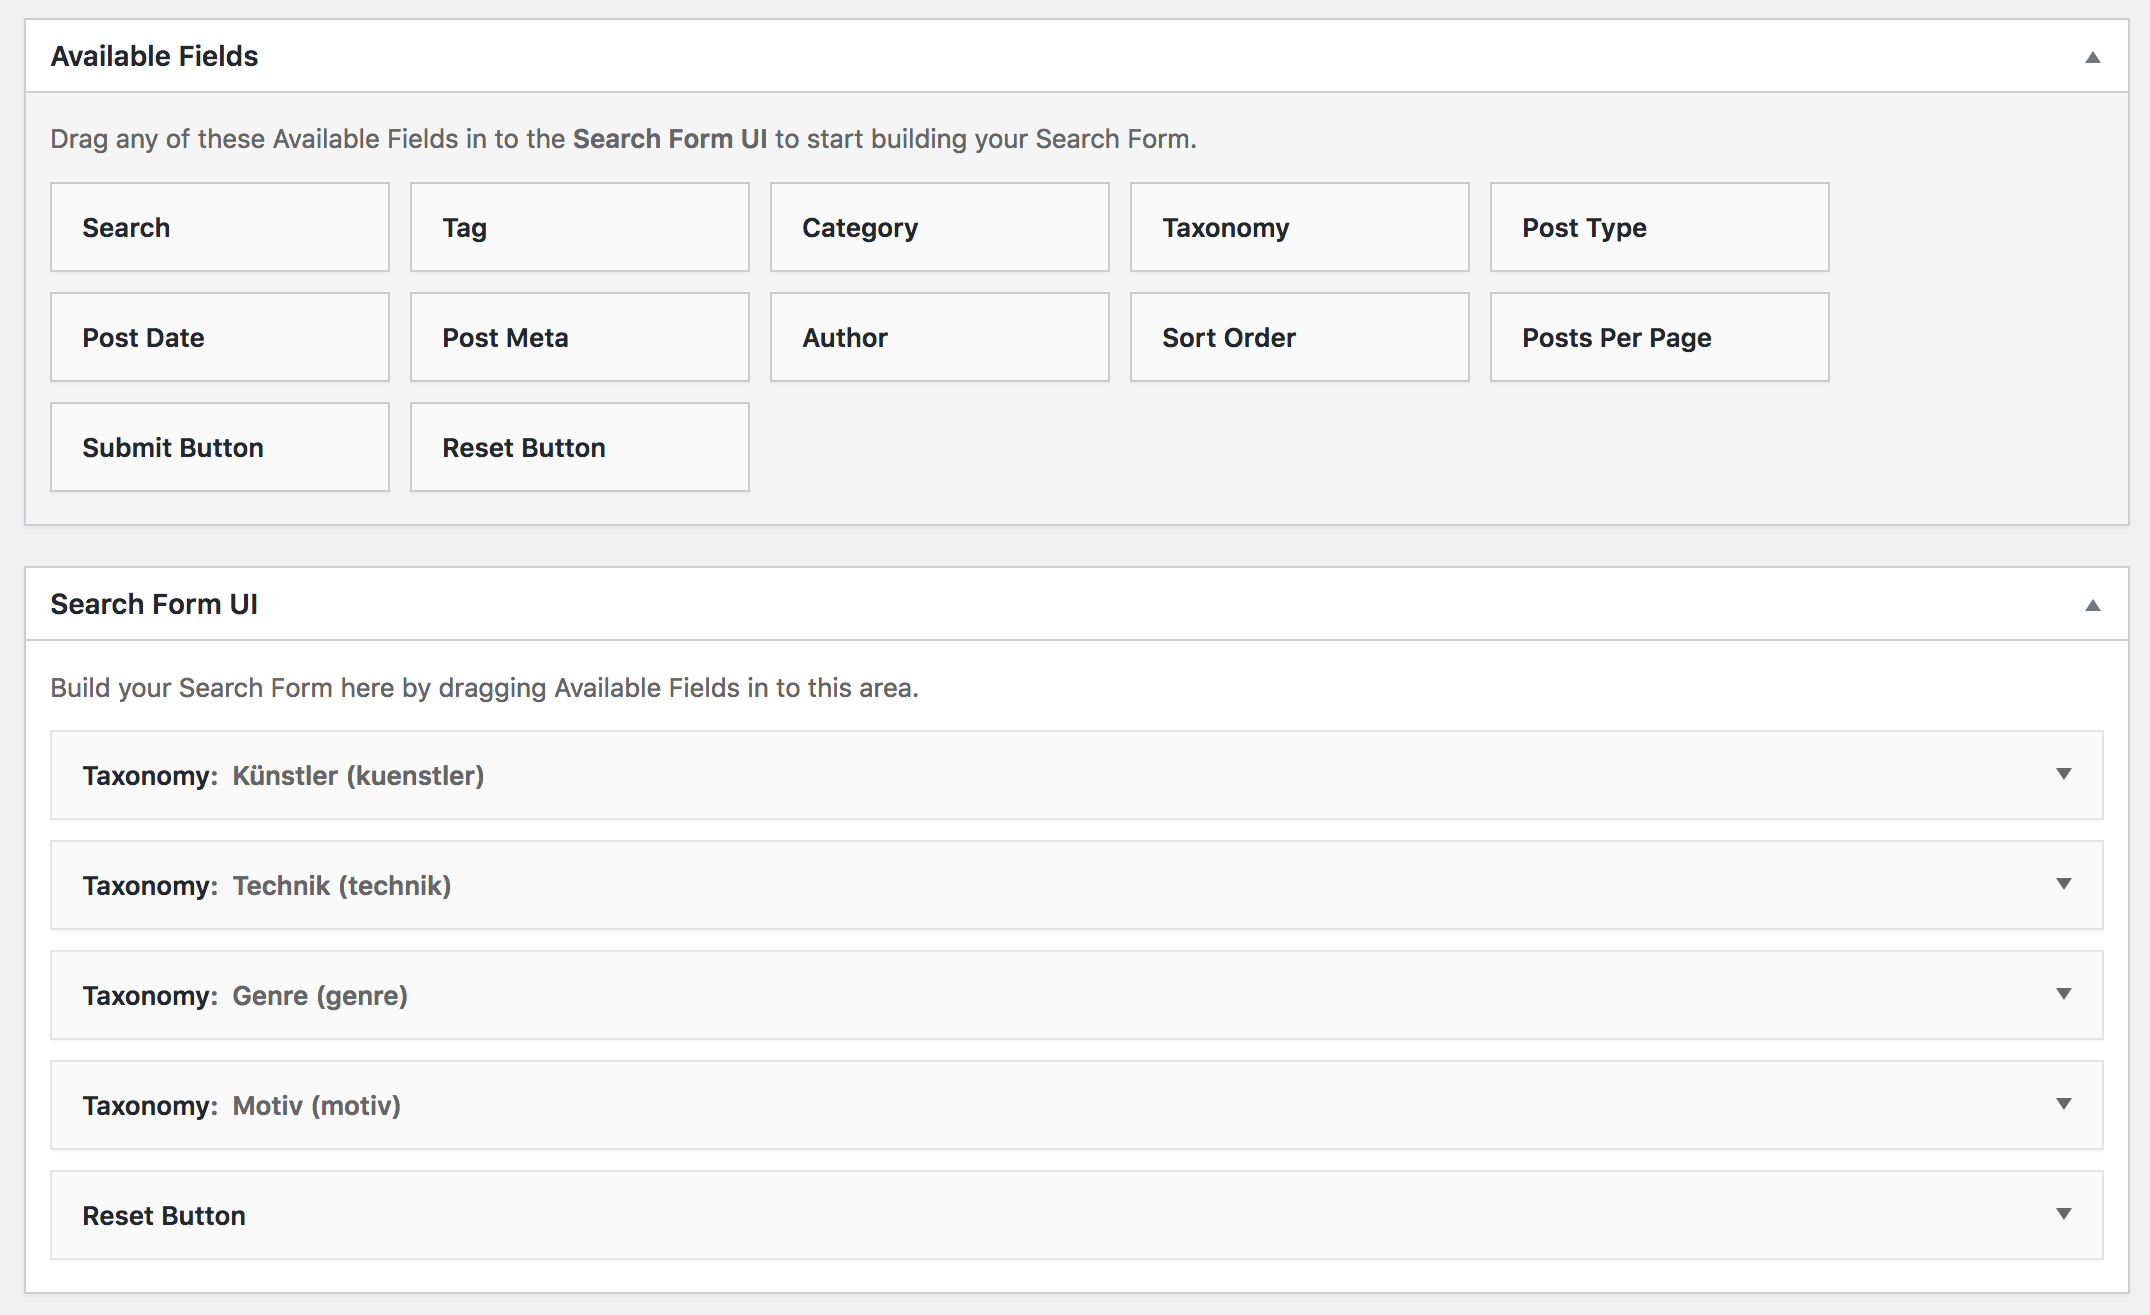 Available Fields
Drag any of these Available Fields in to the Search Form UI to start building your Search Form.
Search
Tag
Category
Taxonomy
Post Type
Post Date
Post Meta
Author
Sort Order
Posts Per Page
Submit Button
Reset Button
Search Form UI
Build your Search Form here by dragging Available Fields in to this area.
Taxonomy: Künstler (kuenstler)
Taxonomy: Technik (technik)
Taxonomy: Genre (genre)
Taxonomy: Motiv (motiv)
Reset Button